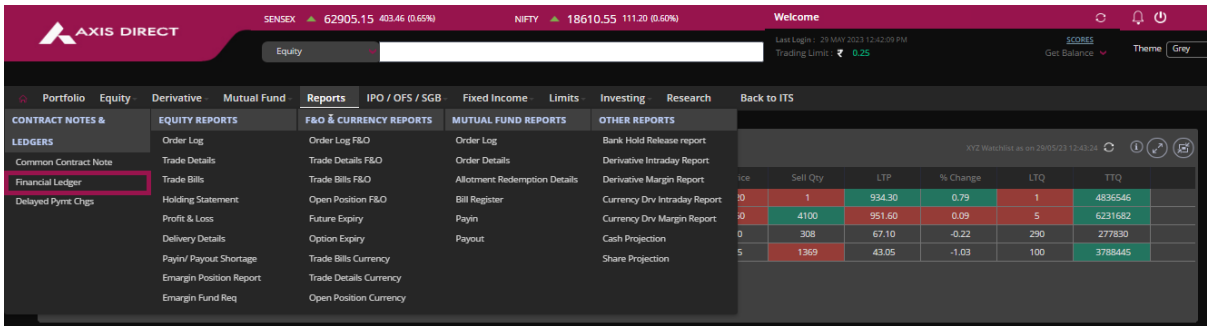 AXIS DIRECT
SENSEX 62905.15 403.46 (0.65%) NIFTY 18610.55 111.20 (0.60%) Welcome
Equity
Last Login : 29 MAY 2023 12:42:09 PM
Trading Limit : ₹ 0.25
SCORES
Get Balance
Theme Grey
Portfolio Equity Derivative Mutual Fund Reports IPO / OFS / SGB Fixed Income Limits Investing Research Back to ITS
CONTRACT NOTES &
LEDGERS
Common Contract Note
Financial Ledger
Delayed Pymt Chgs
EQUITY REPORTS
Order Log
Trade Details
Trade Bills
Holding Statement
Profit & Loss
Delivery Details
Payin/ Payout Shortage
Emargin Position Report
Emargin Fund Req
F&O & CURRENCY REPORTS
Order Log F&O
Trade Details F&O
Trade Bills F&O
Open Position F&O
Future Expiry
Option Expiry
Trade Bills Currency
Trade Details Currency
Open Position Currency
MUTUAL FUND REPORTS
Order Log
Order Details
Allotment Redemption Details
Bill Register
Payin
Payout
OTHER REPORTS
Bank Hold Release report
Derivative Intraday Report
Derivative Margin Report
Currency Drv Intraday Report
Currency Drv Margin Report
Cash Projection
Share Projection
XYZ Watchlist as on 29/05/23 12:43:24
ice Sell Qty LTP % Change LTQ TTQ
20 1 934.30 0.79 1 4836546
50 4100 951.60 0.09 5 6231682
0 308 67.10 -0.22 290 277830
5 1369 43.05 -1.03 100 3788445